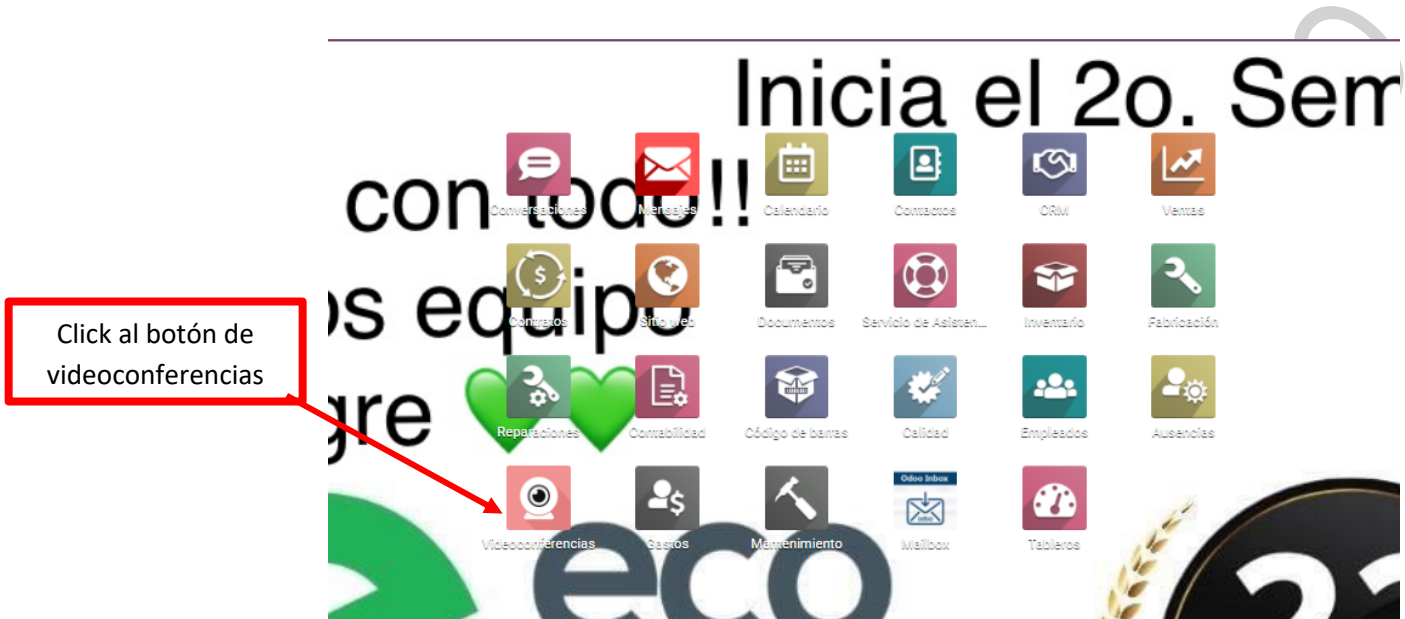 Inicia el 2o. Sem
con todo!!
Conversaciones Mensajes Calendario Contactos CRM Ventas
os equipo
Contratos Sitio web Documentos Servicio de Asisten... Inventario Fabricación
Click al botón de
videoconferencias
gre
Reparaciones Contabilidad Código de barras Calidad Empleados Ausencias
Odoo Inbox
odoo
Videoconferencias Gastos Mantenimiento Mailbox Tableros
eco